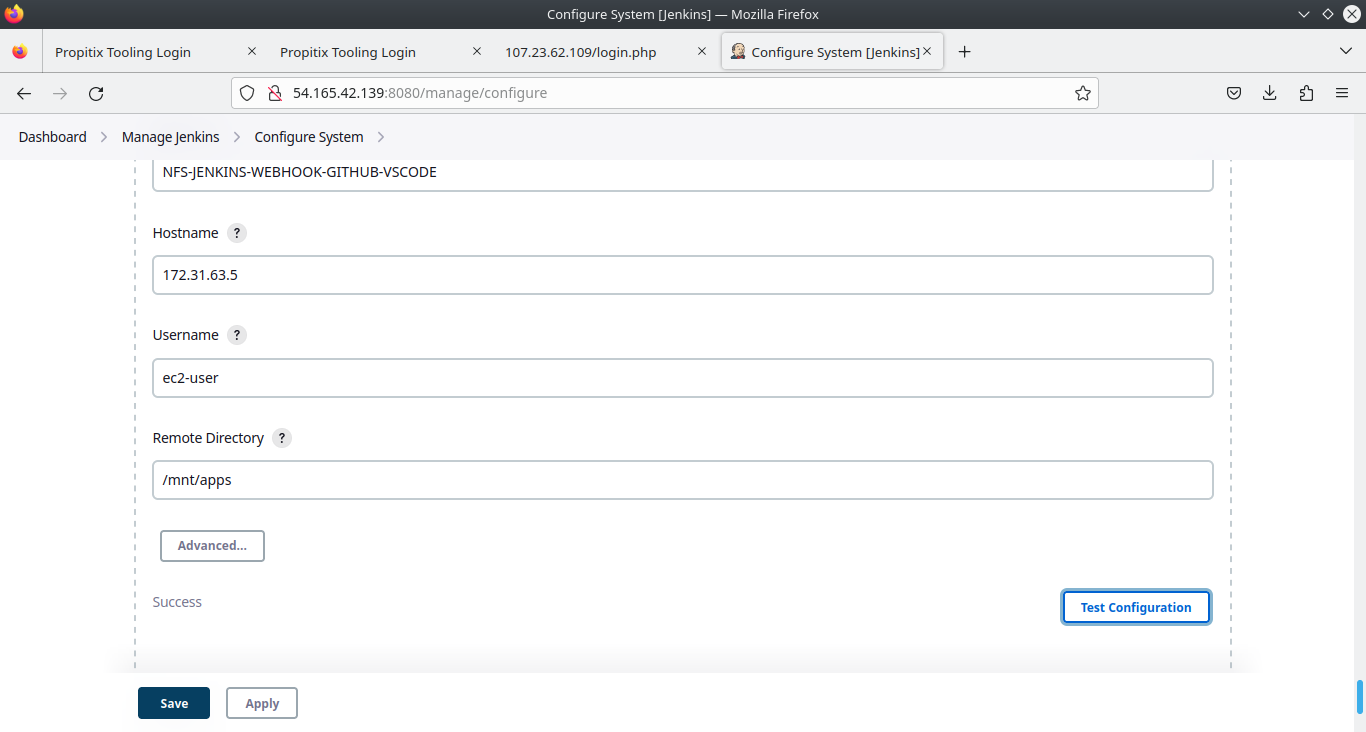 Configure System [Jenkins] — Mozilla Firefox
Propitix Tooling Login
Propitix Tooling Login
107.23.62.109/login.php
Configure System [Jenkins]
54.165.42.139:8080/manage/configure
Dashboard
Manage Jenkins
Configure System
NFS-JENKINS-WEBHOOK-GITHUB-VSCODE
Hostname ?
172.31.63.5
Username ?
ec2-user
Remote Directory ?
/mnt/apps
Advanced...
Success
Test Configuration
Save
Apply